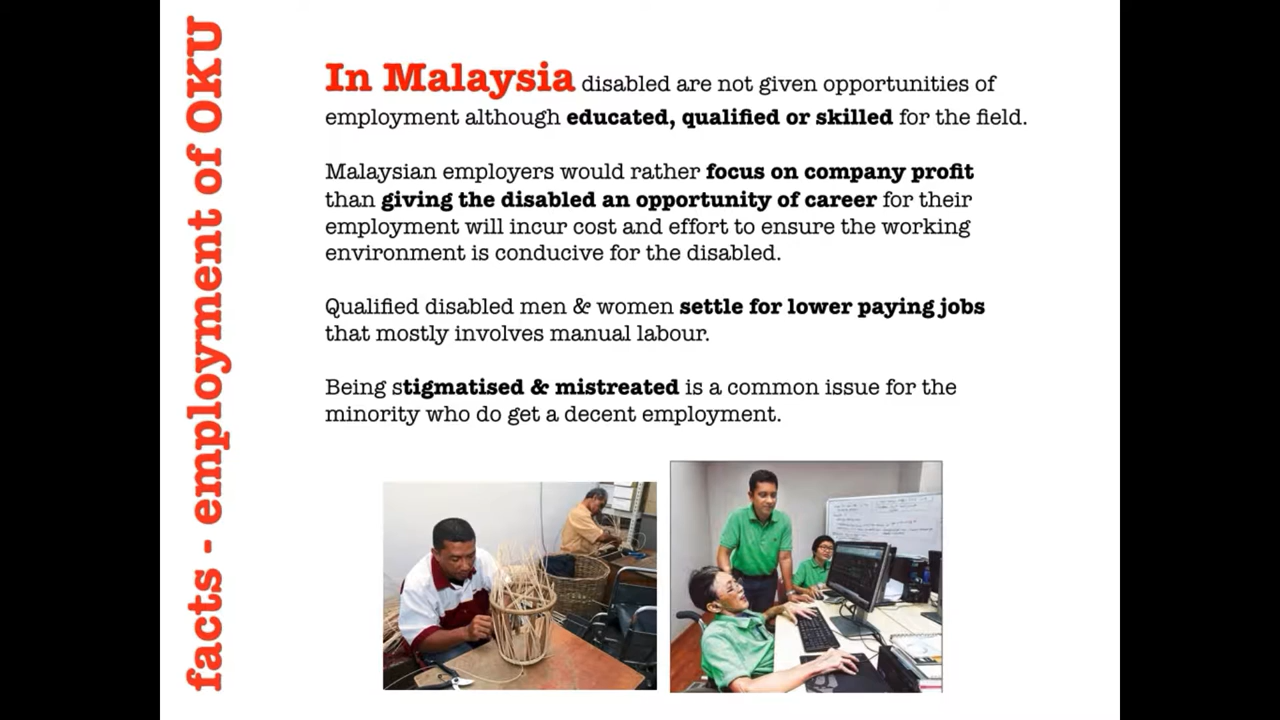 facts - employment of OKU
In Malaysia disabled are not given opportunities of
employment although educated, qualified or skilled for the field.
Malaysian employers would rather focus on company profit
than giving the disabled an opportunity of career for their
employment will incur cost and effort to ensure the working
environment is conducive for the disabled.
Qualified disabled men & women settle for lower paying jobs
that mostly involves manual labour.
Being stigmatised & mistreated is a common issue for the
minority who do get a decent employment.